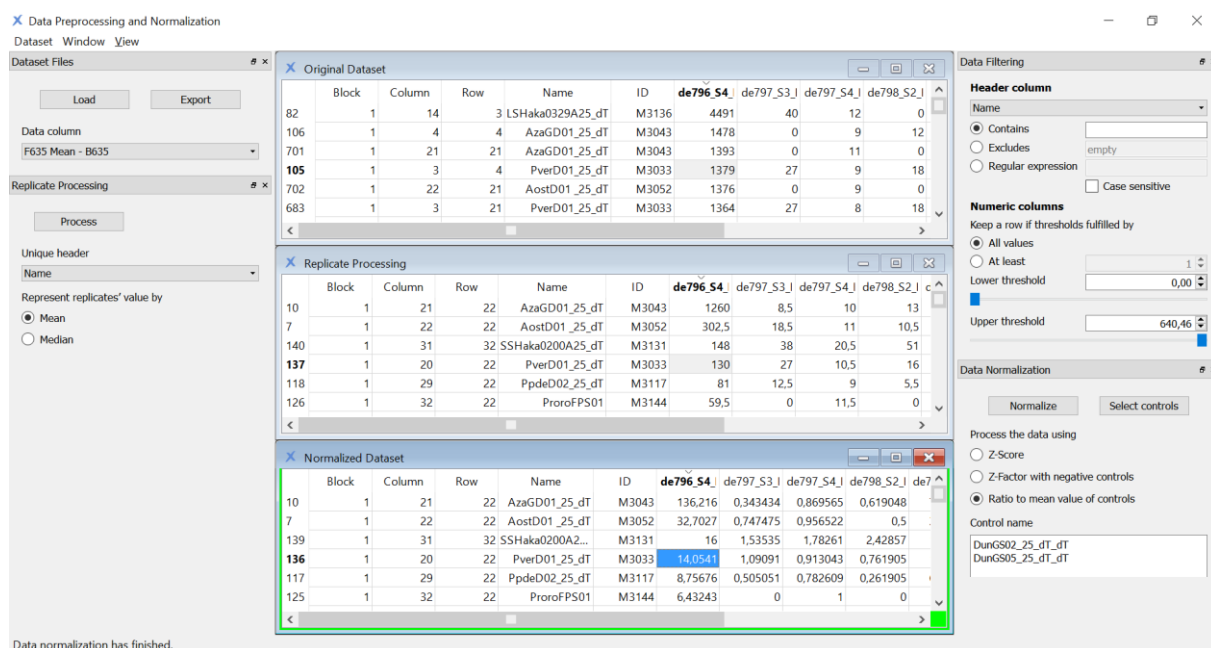 Data Preprocessing and Normalization
Dataset Window View
Dataset Files
Load Export
Data column
F635 Mean - B635
Replicate Processing
Process
Unique header
Name
Represent replicates' value by
Mean
Median
Original Dataset
Block Column Row Name ID de796_S4_ de797_S3_I de797_S4_I de798_S2_I
82 1 14 3 LSHaka0329A25_dT M3136 4491 40 12 0
106 1 4 4 AzaGD01_25_dT M3043 1478 0 9 12
701 1 21 21 AzaGD01_25_dT M3043 1393 0 11 0
105 1 3 4 PverD01_25_dT M3033 1379 27 9 18
702 1 22 21 AostD01 _25_dT M3052 1376 0 9 0
683 1 3 21 PverD01_25_dT M3033 1364 27 8 18
Replicate Processing
Block Column Row Name ID de796_S4_I de797_S3_I de797_S4_I de798_S2_I c
10 1 21 22 AzaGD01_25_dT M3043 1260 8,5 10 13
7 1 22 22 AostD01 _25_dT M3052 302,5 18,5 11 10,5
140 1 31 32 SSHaka0200A25_dT M3131 148 38 20,5 51
137 1 20 22 PverD01_25_dT M3033 130 27 10,5 16
118 1 29 22 PpdeD02_25_dT M3117 81 12,5 9 5,5
126 1 32 22 ProroFPS01 M3144 59,5 0 11,5 0
Normalized Dataset
Block Column Row Name ID de796_S4_I de797_S3_I de797_S4_I de798_S2_I de7
10 1 21 22 AzaGD01_25_dT M3043 136,216 0,343434 0,869565 0,619048
7 1 22 22 AostD01 _25_dT M3052 32,7027 0,747475 0,956522 0,5
139 1 31 32 SSHaka0200A2... M3131 16 1,53535 1,78261 2,42857
136 1 20 22 PverD01_25_dT M3033 14,0541 1,09091 0,913043 0,761905
117 1 29 22 PpdeD02_25_dT M3117 8,75676 0,505051 0,782609 0,261905
125 1 32 22 ProroFPS01 M3144 6,43243 0 1 0
Data Filtering
Header column
Name
Contains
Excludes empty
Regular expression
Case sensitive
Numeric columns
Keep a row if thresholds fulfilled by
All values
At least 1
Lower threshold 0,00
Upper threshold 640,46
Data Normalization
Normalize Select controls
Process the data using
Z-Score
Z-Factor with negative controls
Ratio to mean value of controls
Control name
DunGS02_25_dT_dT
DunGS05_25_dT_dT
Data normalization has finished.